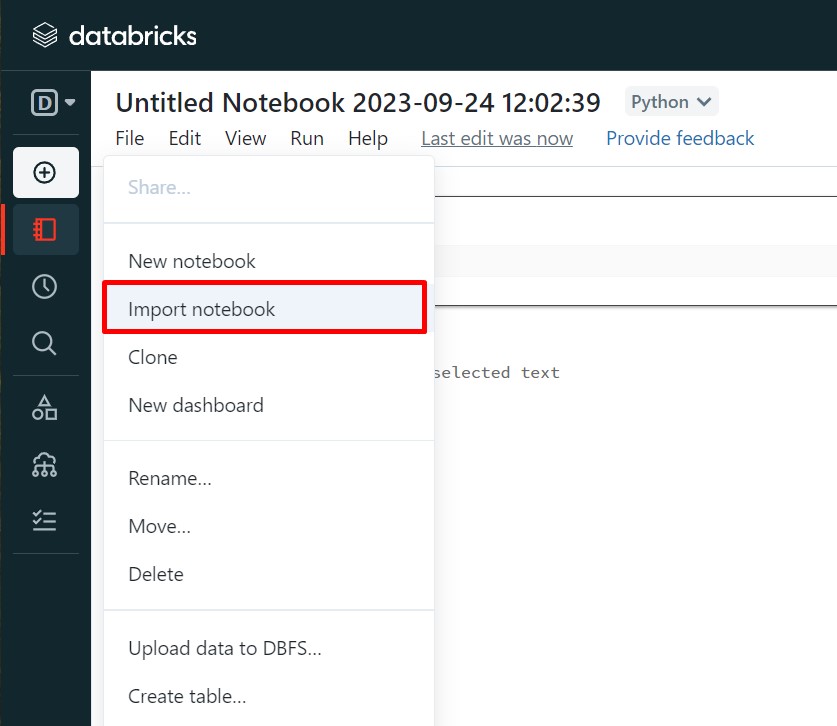 databricks
D
Untitled Notebook 2023-09-24 12:02:39 Python
File Edit View Run Help Last edit was now Provide feedback
Share...
New notebook
Import notebook
Clone
selected text
New dashboard
Rename...
Move...
Delete
Upload data to DBFS...
Create table...